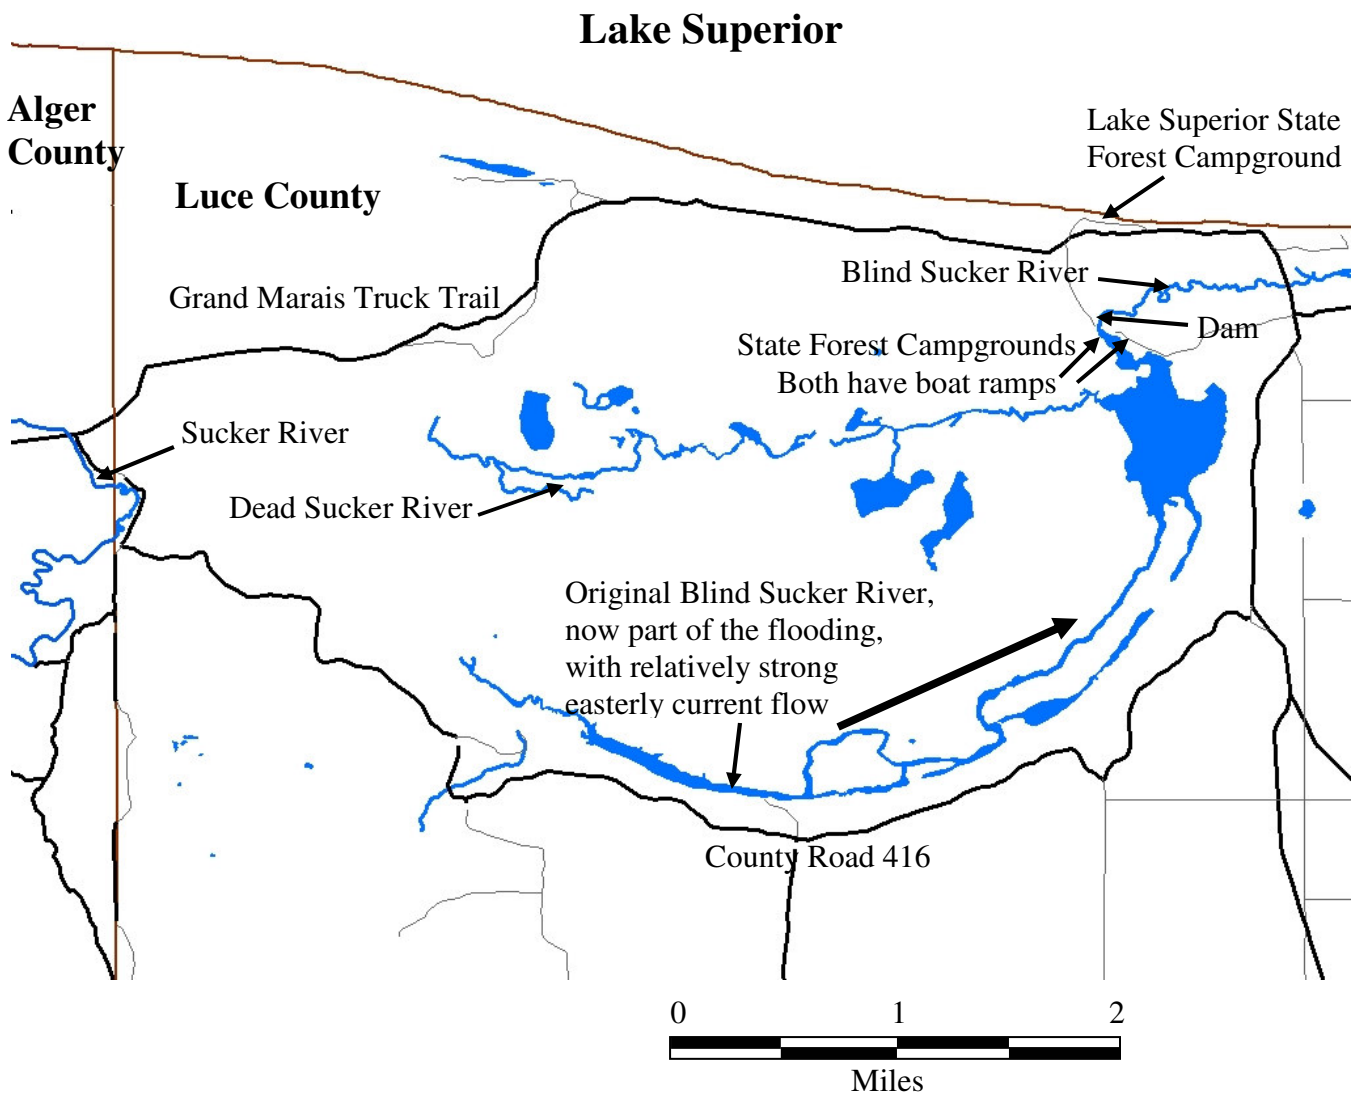 Lake Superior
Alger
County
Lake Superior State
Forest Campground
Luce County
Blind Sucker River
Grand Marais Truck Trail
Dam
State Forest Campgrounds
Both have boat ramps
Sucker River
Dead Sucker River
Original Blind Sucker River,
now part of the flooding,
with relatively strong
easterly current flow
County Road 416
0 1 2
Miles